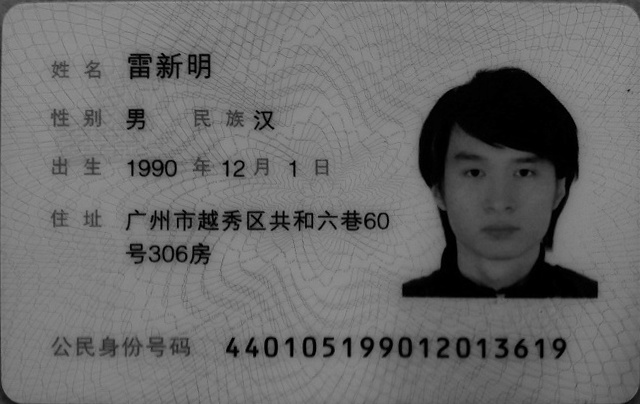 姓名 雷新明
性别 男 民族 汉
出生 1990 年 12 月 1 日
住址 广州市越秀区共和六巷60
号306房
公民身份号码 440105199012013619